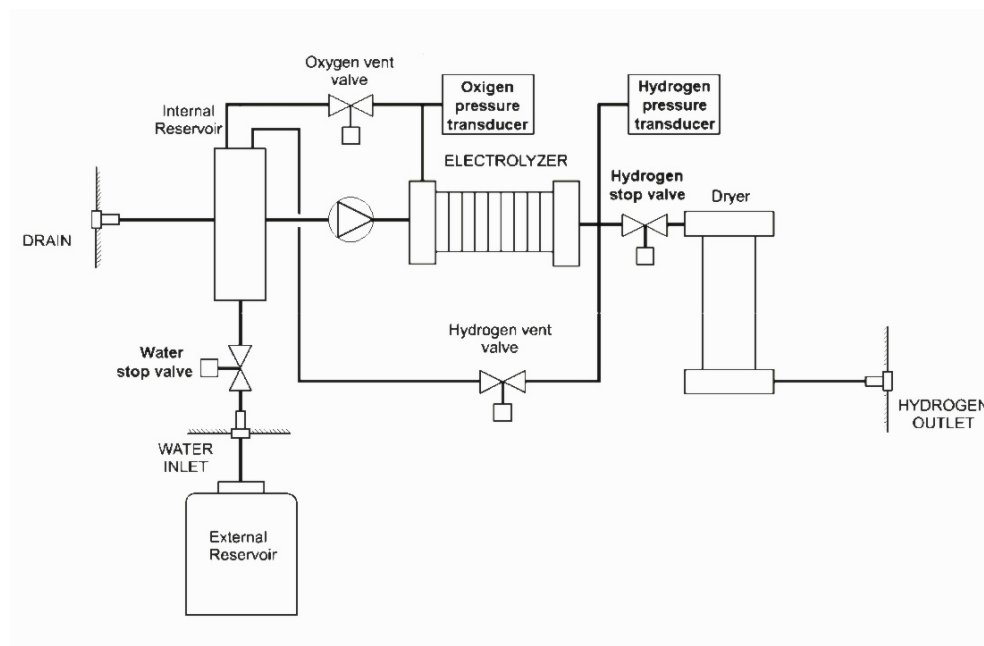 Oxygen vent
valve
Oxigen
pressure
transducer
Hydrogen
pressure
transducer
Internal
Reservoir
ELECTROLYZER
Hydrogen
stop valve
Dryer
DRAIN
Hydrogen vent
valve
Water
stop valve
HYDROGEN
OUTLET
WATER
INLET
External
Reservoir